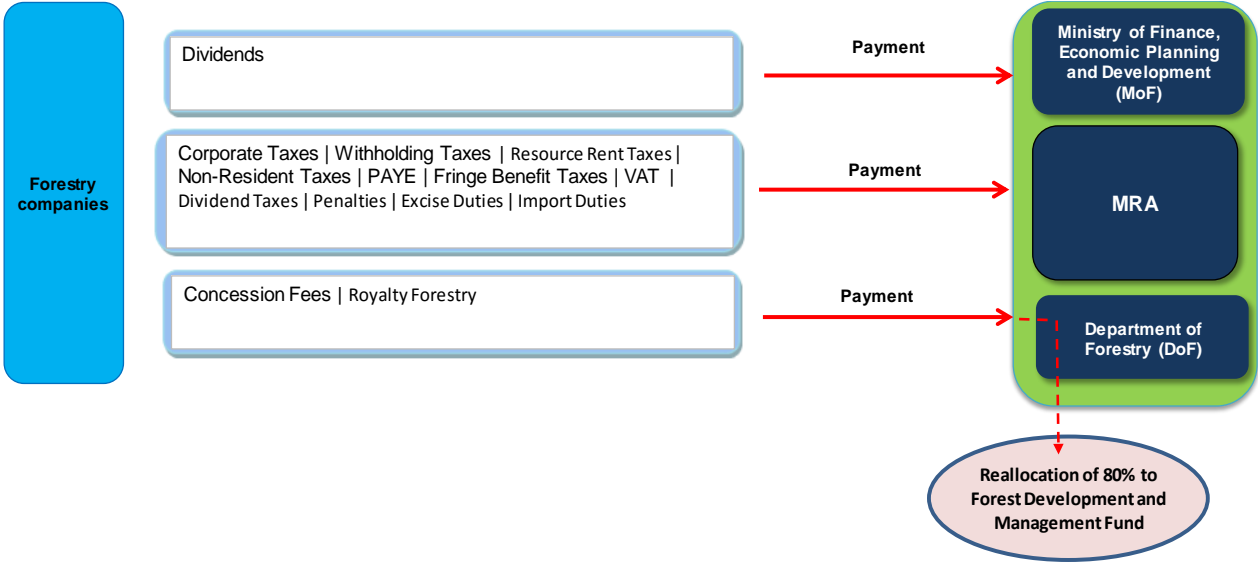 Forestry
companies
Dividends
Payment
Ministry of Finance,
Economic Planning
and Development
(MoF)
Corporate Taxes | Withholding Taxes | Resource Rent Taxes |
Non-Resident Taxes | PAYE | Fringe Benefit Taxes | VAT |
Dividend Taxes | Penalties | Excise Duties | Import Duties
Payment
MRA
Concession Fees | Royalty Forestry
Payment
Department of
Forestry (DoF)
Reallocation of 80% to
Forest Development and
Management Fund